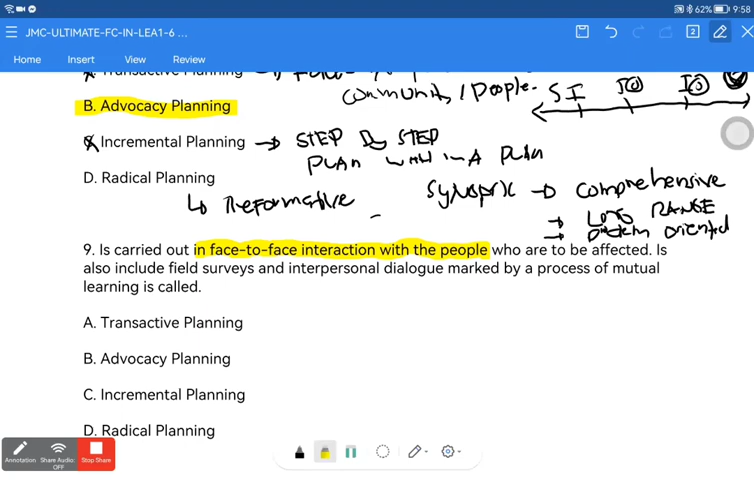 62% 9:58
JMC-ULTIMATE-FC-IN-LEA1-6 ...
2
Home Insert View Review
A. Transactive Planning
community / people.
B. Advocacy Planning
SI
C. Incremental Planning → STEP by STEP
PLAN within A PLAN
D. Radical Planning
↳ Reformative
Synoptic → comprehensive
→ LONG RANGE
→ oriented
9. Is carried out in face-to-face interaction with the people who are to be affected. Is
also include field surveys and interpersonal dialogue marked by a process of mutual
learning is called.
A. Transactive Planning
B. Advocacy Planning
C. Incremental Planning
D. Radical Planning
Annotation
Share Audio: OFF
Stop Share